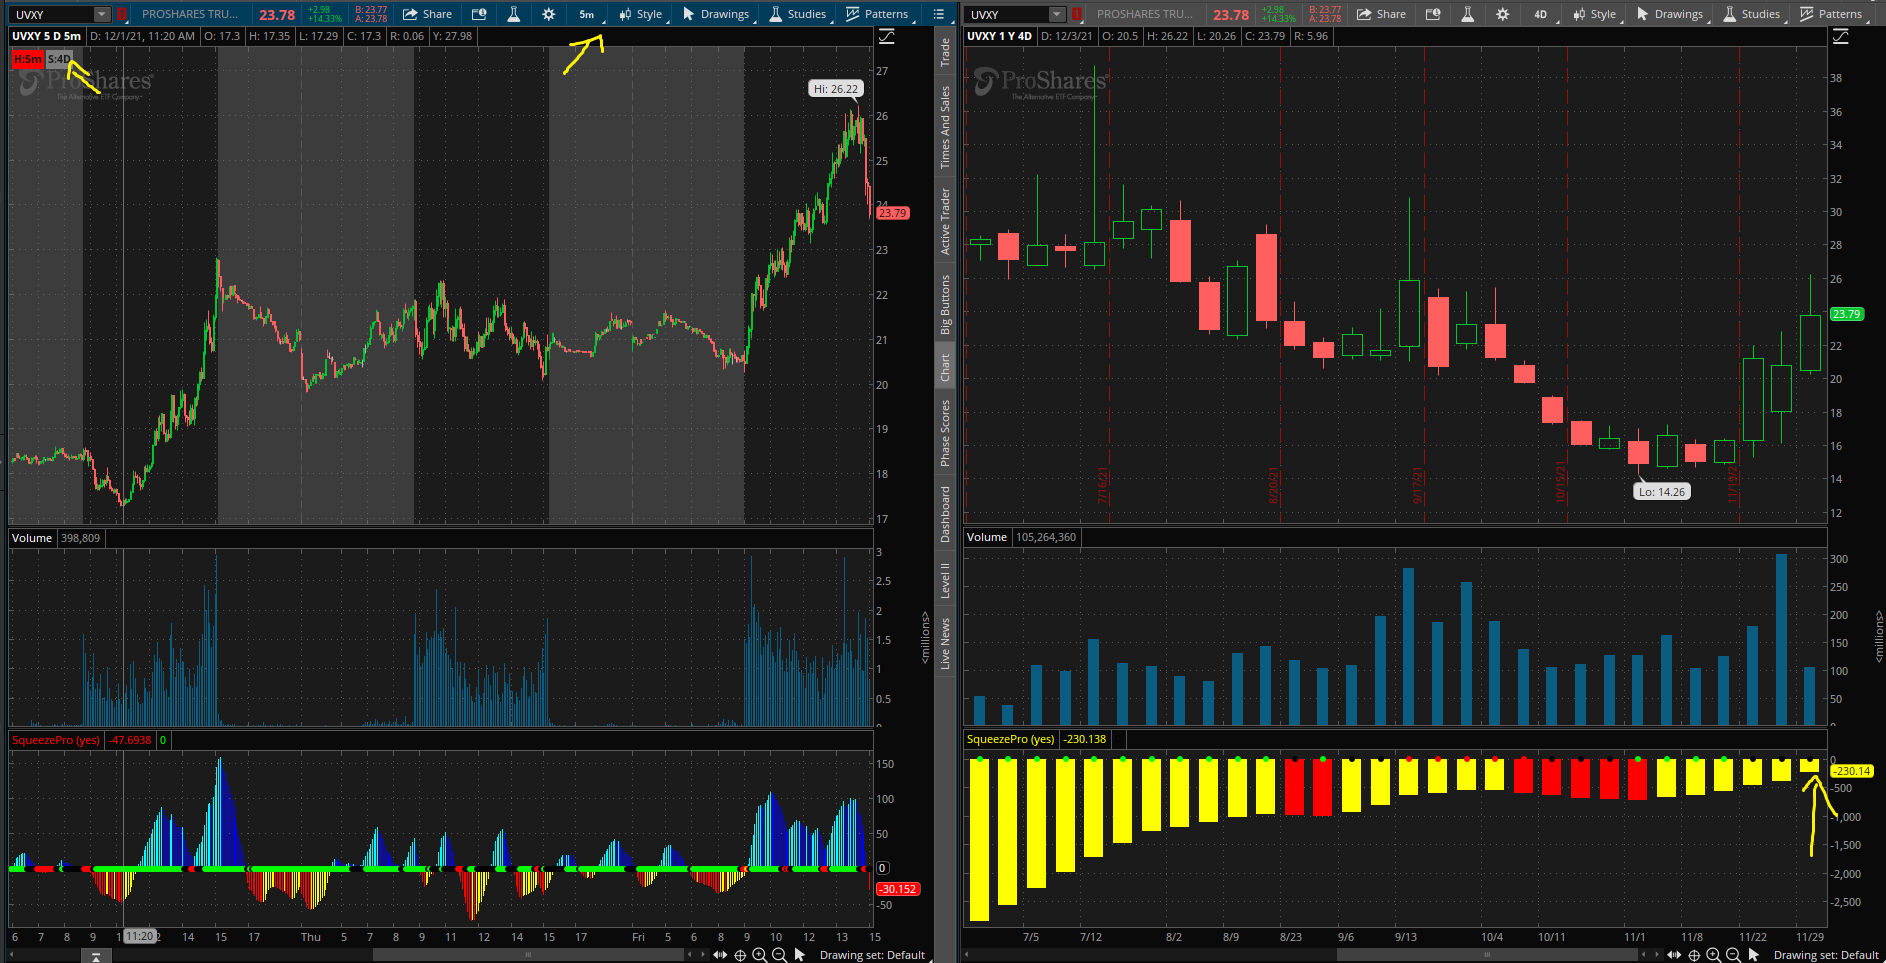 UVXY PROSHARES TRU... 23.78 +2.98 +14.33% B: 23.77 A: 23.78 Share 5m Style Drawings Studies Patterns
UVXY 5 D 5m D: 12/1/21, 11:20 AM O: 17.3 H: 17.35 L: 17.29 C: 17.3 R: 0.06 Y: 27.98
H:5m S:4D
ProShares
The Alternative ETF Company
Hi: 26.22
27
26
25
24
23.79
23
22
21
20
19
18
17
Volume 398,809
3
2.5
2
1.5
1
0.5
<millions>
SqueezePro (yes) -47.6938 0
150
100
50
0
-30.152
-50
6 7 8 9 11:20 14 15 17 Thu 5 7 8 9 11 12 14 15 17 Fri 5 8 9 10 12 13 15
Drawing set: Default
Trade
Times And Sales
Active Trader
Big Buttons
Chart
Phase Scores
Dashboard
Level II
Live News
UVXY PROSHARES TRU... 23.78 +2.98 +14.33% B: 23.77 A: 23.78 Share 4D Style Drawings Studies Patterns
UVXY 1 Y 4D D: 12/3/21 O: 20.5 H: 26.22 L: 20.26 C: 23.79 R: 5.96
ProShares
The Alternative ETF Company
38
36
34
32
30
28
26
23.79
22
20
18
16
14
12
7/16/21 8/20/21 9/17/21 10/15/21 11/19/2
Lo: 14.26
Volume 105,264,360
300
250
200
150
100
50
<millions>
SqueezePro (yes) -230.138
0
-230.14
-500
-1,000
-1,500
-2,000
-2,500
7/5 7/12 8/2 8/9 8/23 9/6 9/13 10/4 10/11 11/1 11/8 11/22 11/29
Drawing set: Default